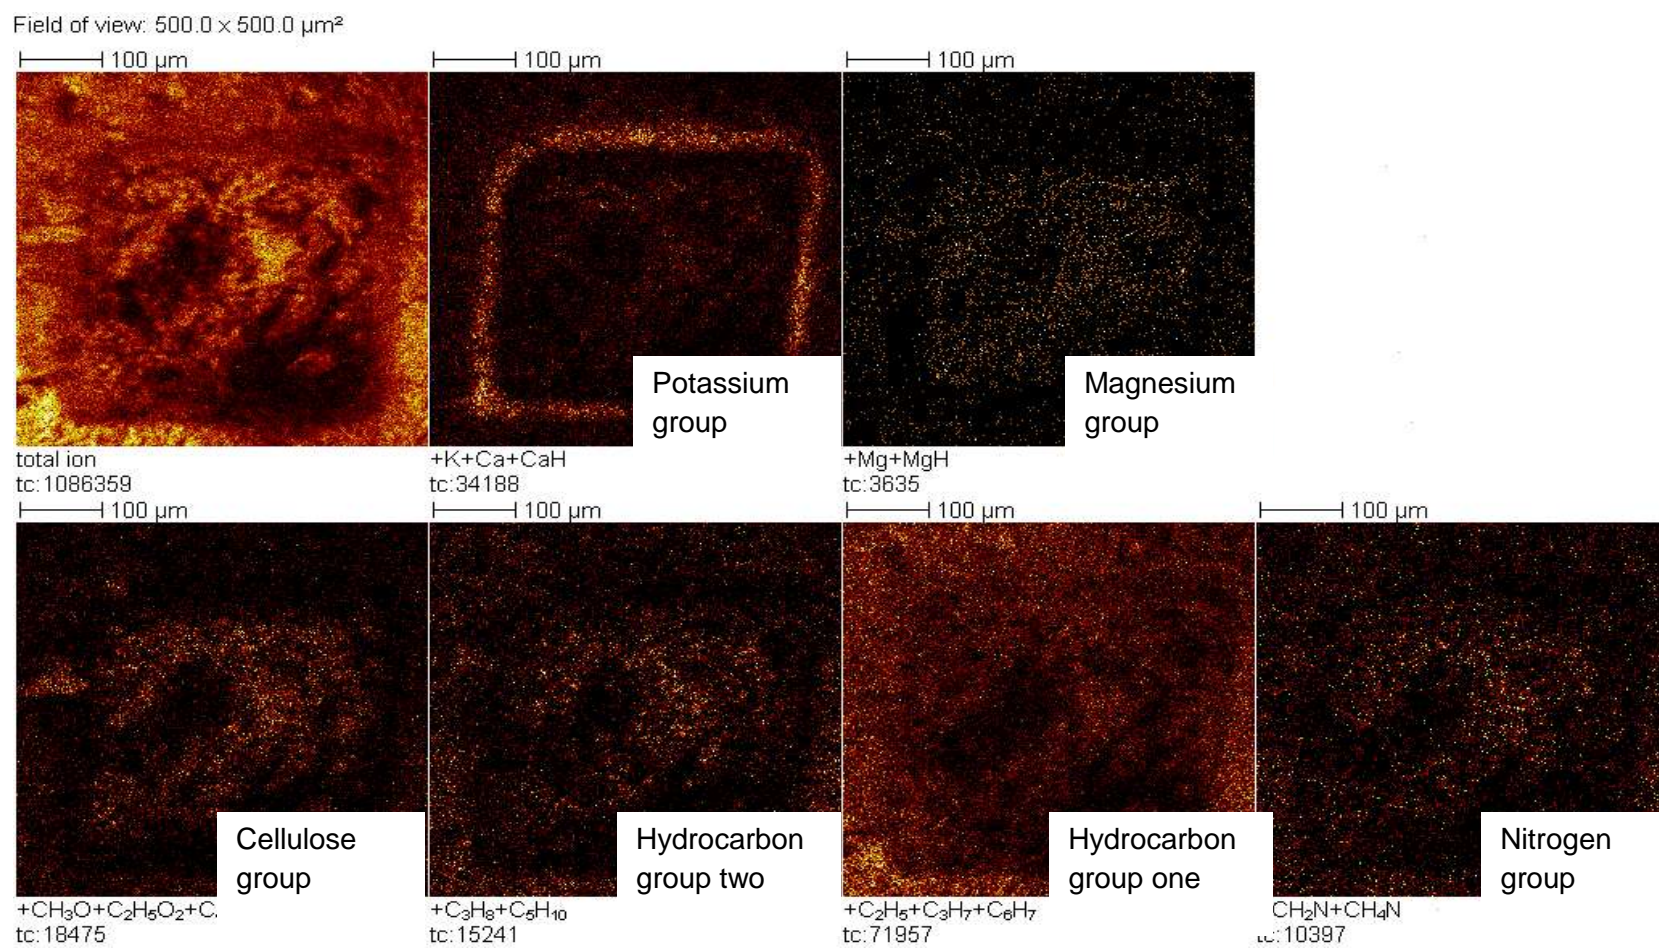 Field of view: 500.0 x 500.0 µm²
100 µm
100 µm
100 µm
Potassium
group
Magnesium
group
total ion
tc:1086359
+K+Ca+CaH
tc:34188
+Mg+MgH
tc:3635
100 µm
100 µm
100 µm
100 µm
Cellulose
group
Hydrocarbon
group two
Hydrocarbon
group one
Nitrogen
group
+CH₃O+C₂H₅O₂+C
tc:18475
+C₃H₈+C₅H₁₀
tc:15241
+C₂H₅+C₃H₇+C₆H₇
tc:71957
CH₂N+CH₄N
tc:10397